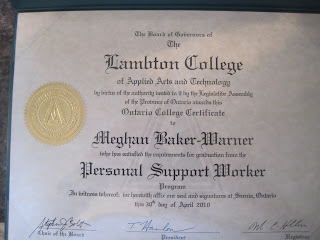 The Board of Governors of
The
Lambton College
of Applied Arts and Technology
by virtue of the authority vested in it by the Legislative Assembly
of the Province of Ontario awards this
Ontario College Certificate
to
Meghan Baker-Warner
who has satisfied the requirements for graduation from the
Personal Support Worker
Program
In witness whereof, we herewith affix our seal and signatures at Sarnia, Ontario
this 30th day of April 2010
Chair of the Board President Registrar